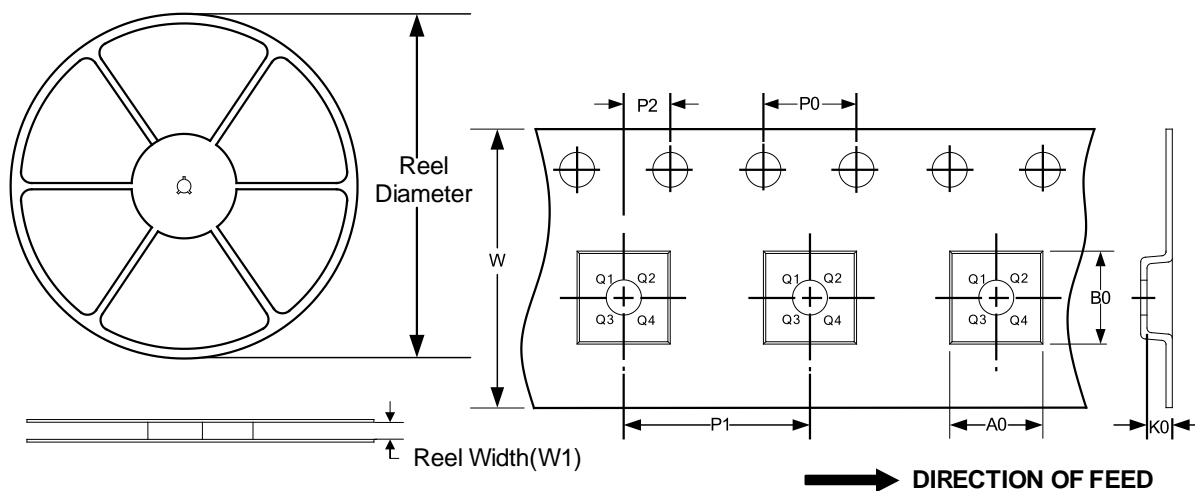 P2
P0
Reel
Diameter
W
Q1 Q2
Q3 Q4
Q1 Q2
Q3 Q4
Q1 Q2
Q3 Q4
B0
P1
A0
K0
Reel Width(W1)
DIRECTION OF FEED